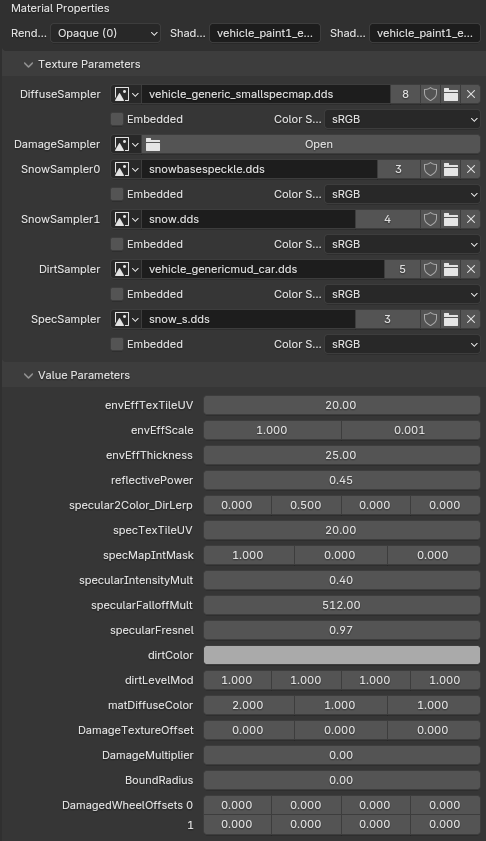 Material Properties
Rend... Opaque (0) Shad... vehicle_paint1_e... Shad... vehicle_paint1_e...
Texture Parameters
DiffuseSampler vehicle_generic_smallspecmap.dds 8
Embedded Color S... sRGB
DamageSampler Open
SnowSampler0 snowbasespeckle.dds 3
Embedded Color S... sRGB
SnowSampler1 snow.dds 4
Embedded Color S... sRGB
DirtSampler vehicle_genericmud_car.dds 5
Embedded Color S... sRGB
SpecSampler snow_s.dds 3
Embedded Color S... sRGB
Value Parameters
envEffTexTileUV 20.00
envEffScale 1.000 0.001
envEffThickness 25.00
reflectivePower 0.45
specular2Color_DirLerp 0.000 0.500 0.000 0.000
specTexTileUV 20.00
specMapIntMask 1.000 0.000 0.000
specularIntensityMult 0.40
specularFalloffMult 512.00
specularFresnel 0.97
dirtColor
dirtLevelMod 1.000 1.000 1.000 1.000
matDiffuseColor 2.000 1.000 1.000
DamageTextureOffset 0.000 0.000 0.000
DamageMultiplier 0.00
BoundRadius 0.00
DamagedWheelOffsets 0 0.000 0.000 0.000 0.000
1 0.000 0.000 0.000 0.000